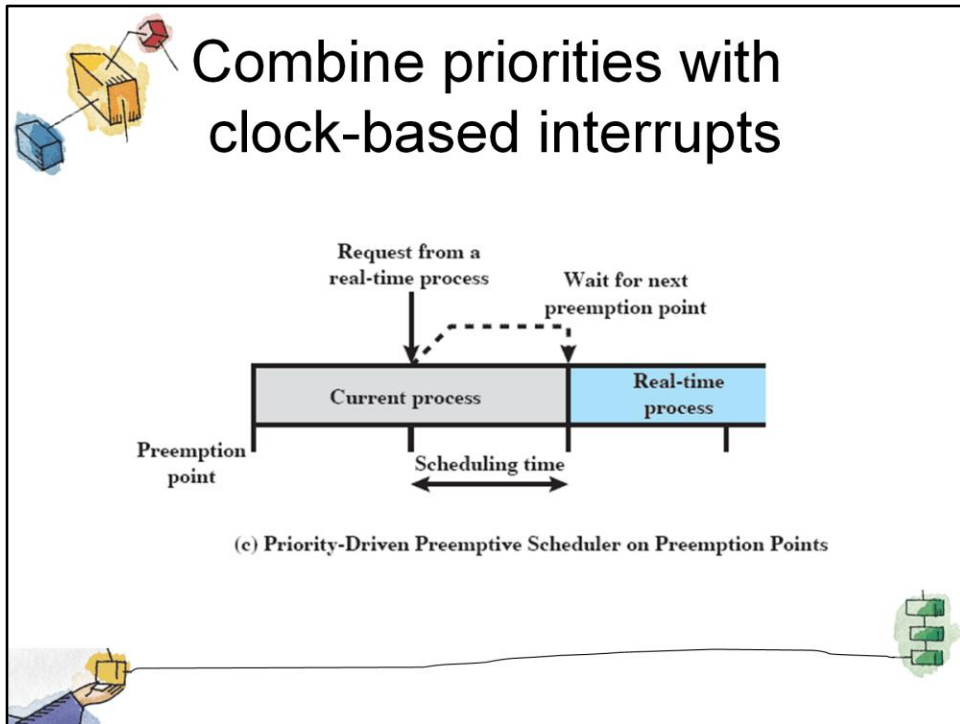 Combine priorities with
clock-based interrupts
Request from a
real-time process
Wait for next
preemption point
Current process
Real-time
process
Preemption
point
Scheduling time
(c) Priority-Driven Preemptive Scheduler on Preemption Points